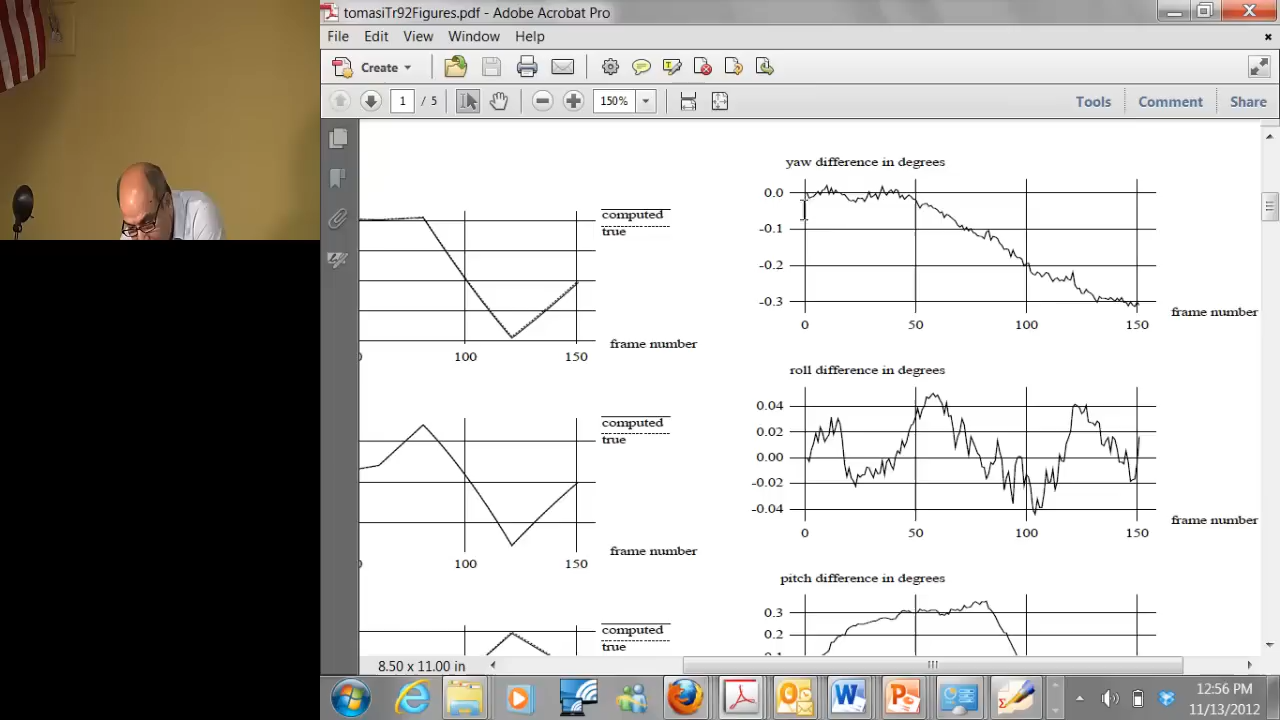 tomasiTr92Figures.pdf - Adobe Acrobat Pro
File Edit View Window Help
Create
1 / 5 150% Tools Comment Share
computed
true
frame number
100 150
computed
true
frame number
100 150
computed
true
yaw difference in degrees
0.0
-0.1
-0.2
-0.3
0 50 100 150
frame number
roll difference in degrees
0.04
0.02
0.00
-0.02
-0.04
0 50 100 150
frame number
pitch difference in degrees
0.3
0.2
8.50 x 11.00 in
12:56 PM
11/13/2012